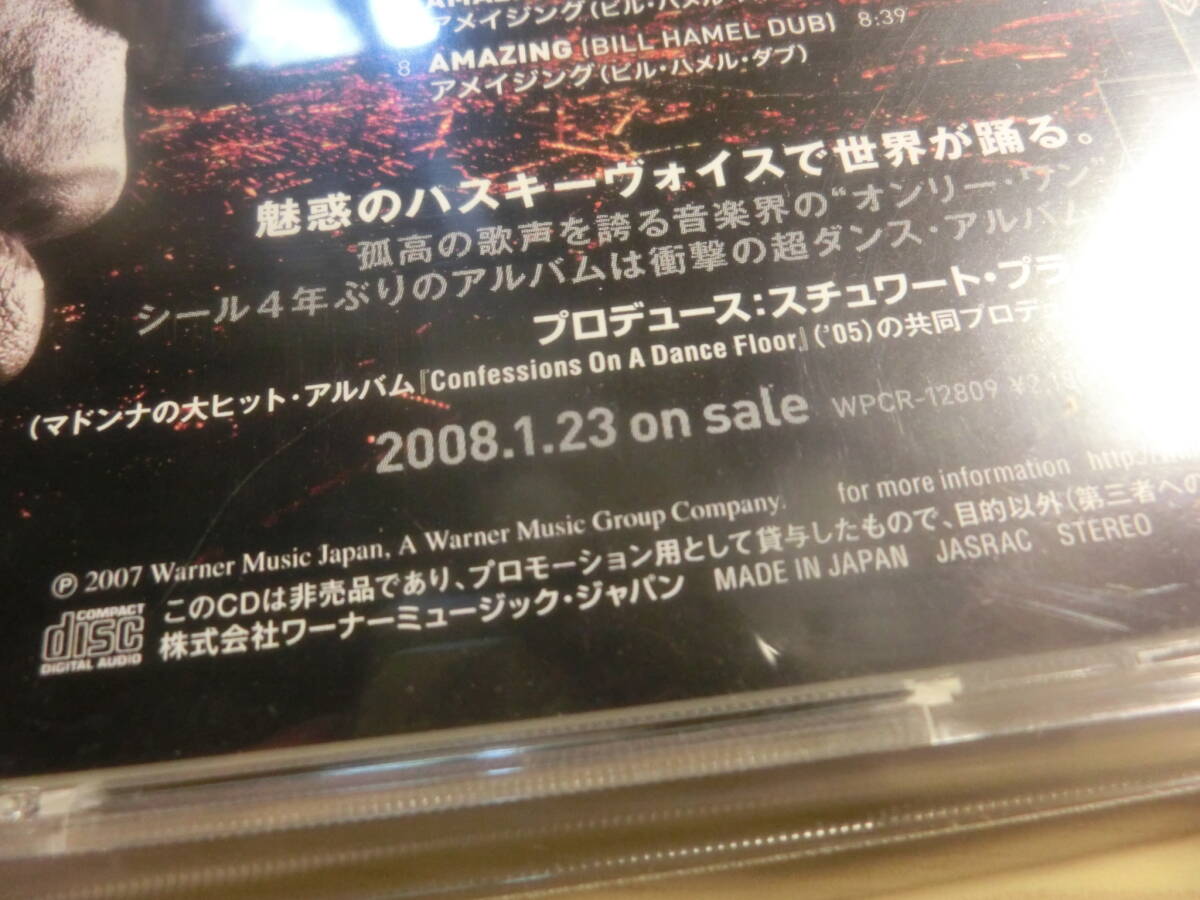 アメイジング(ビル・ハメル・
8 AMAZING (BILL HAMEL DUB) 8:39
アメイジング(ビル・ハメル・ダブ)
魅惑のハスキーヴォイスで世界が踊る。
孤高の歌声を誇る音楽界の“オンリー・ワン”
シール4年ぶりのアルバムは衝撃の超ダンス・アルバム
プロデュース:スチュワート・プラ
(マドンナの大ヒット・アルバム『Confessions On A Dance Floor』('05)の共同プロデ
2008.1.23 on sale WPCR-12809
for more information
Ⓟ 2007 Warner Music Japan, A Warner Music Group Company.
このCDは非売品であり、プロモーション用として貸与したもので、目的以外(第三者への
株式会社ワーナーミュージック・ジャパン MADE IN JAPAN JASRAC STEREO
COMPACT
disc
DIGITAL AUDIO